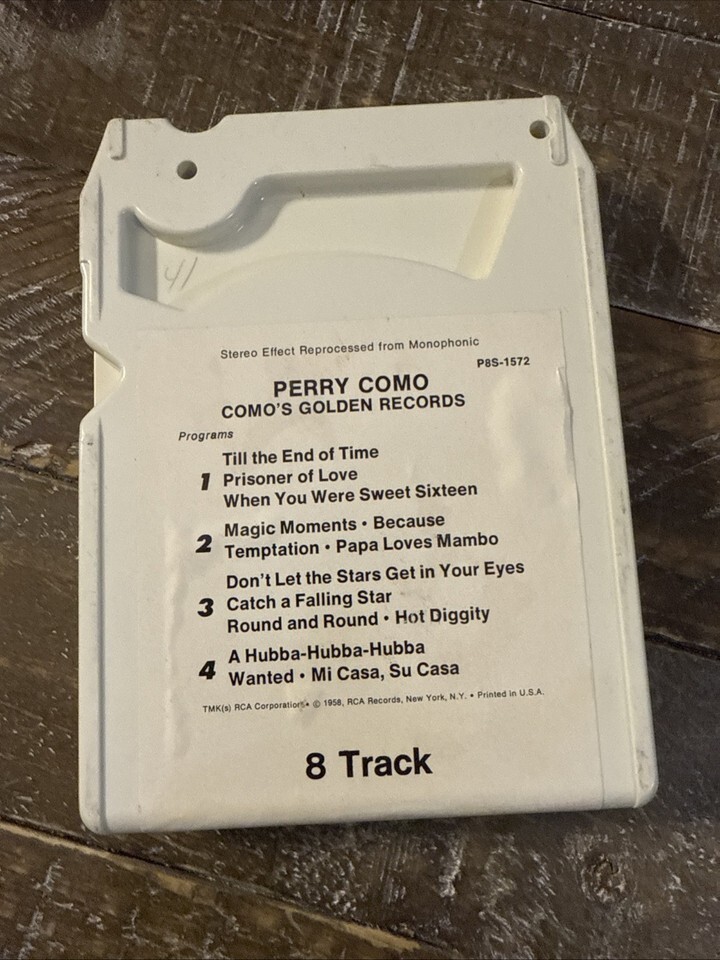 41
Stereo Effect Reprocessed from Monophonic
P8S-1572
PERRY COMO
COMO'S GOLDEN RECORDS
Programs
1
Till the End of Time
Prisoner of Love
When You Were Sweet Sixteen
2
Magic Moments • Because
Temptation • Papa Loves Mambo
3
Don't Let the Stars Get in Your Eyes
Catch a Falling Star
Round and Round • Hot Diggity
4
A Hubba-Hubba-Hubba
Wanted • Mi Casa, Su Casa
TMK(s) RCA Corporation • © 1958, RCA Records, New York, N.Y. • Printed in U.S.A.
8 Track